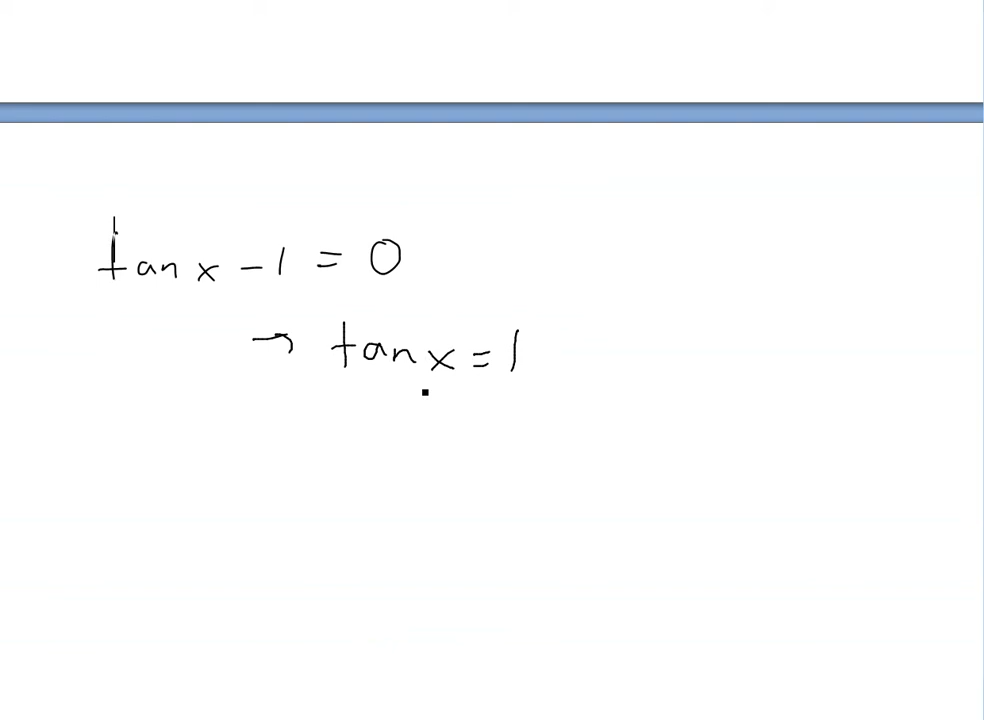 tan x - 1 = 0
→ tan x = 1